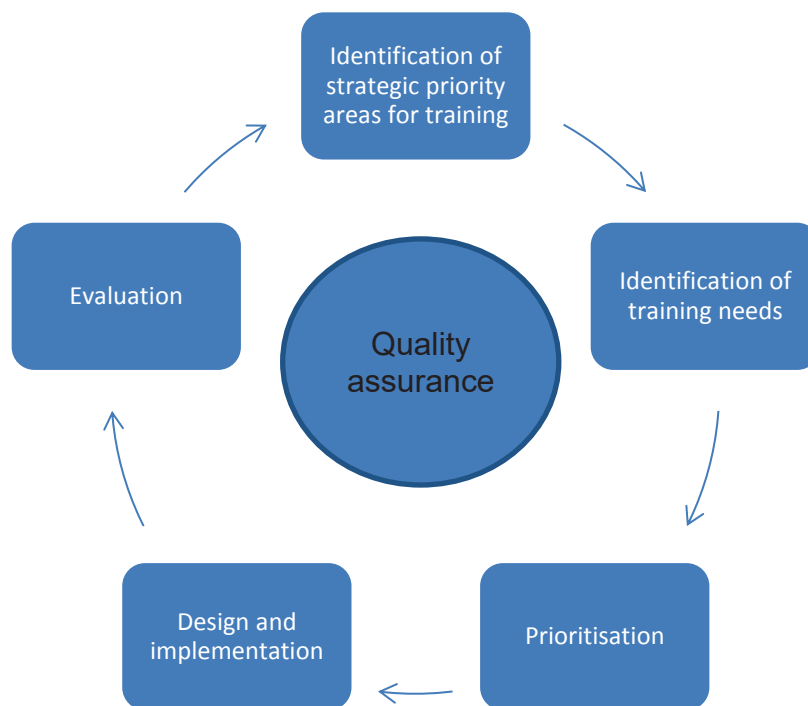 Identification of
strategic priority
areas for training
Identification of
training needs
Prioritisation
Design and
implementation
Evaluation
Quality
assurance